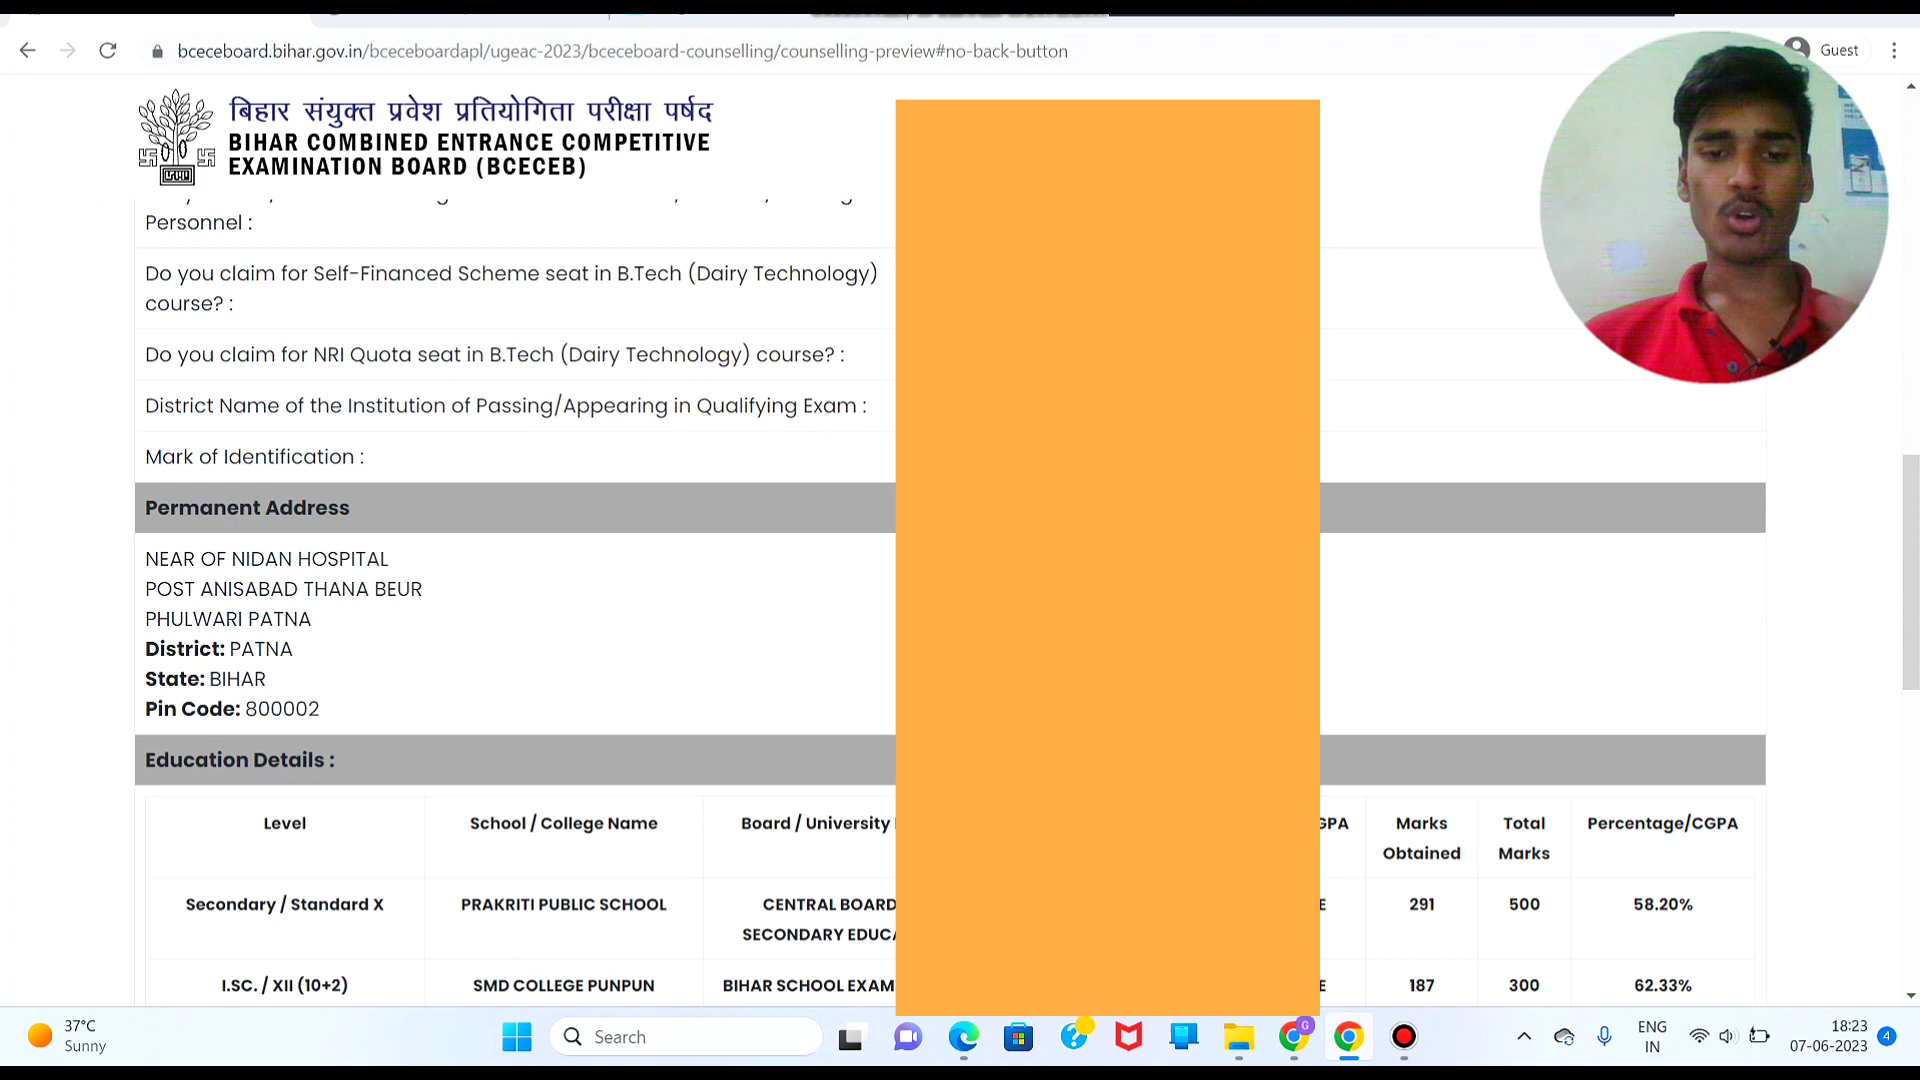 bceceboard.bihar.gov.in/bceceboardapl/ugeac-2023/bceceboard-counselling/counselling-preview#no-back-button
Guest
बिहार संयुक्त प्रवेश प्रतियोगिता परीक्षा पर्षद
BIHAR COMBINED ENTRANCE COMPETITIVE
EXAMINATION BOARD (BCECEB)
Personnel :
Do you claim for Self-Financed Scheme seat in B.Tech (Dairy Technology)
course? :
Do you claim for NRI Quota seat in B.Tech (Dairy Technology) course? :
District Name of the Institution of Passing/Appearing in Qualifying Exam :
Mark of Identification :
Permanent Address
NEAR OF NIDAN HOSPITAL
POST ANISABAD THANA BEUR
PHULWARI PATNA
District: PATNA
State: BIHAR
Pin Code: 800002
Education Details :
Level School / College Name Board / University GPA Marks Total Percentage/CGPA
Obtained Marks
Secondary / Standard X PRAKRITI PUBLIC SCHOOL CENTRAL BOARD E 291 500 58.20%
SECONDARY EDUCA
I.SC. / XII (10+2) SMD COLLEGE PUNPUN BIHAR SCHOOL EXAM E 187 300 62.33%
37°C
Sunny
Search
ENG
IN
18:23
07-06-2023
4